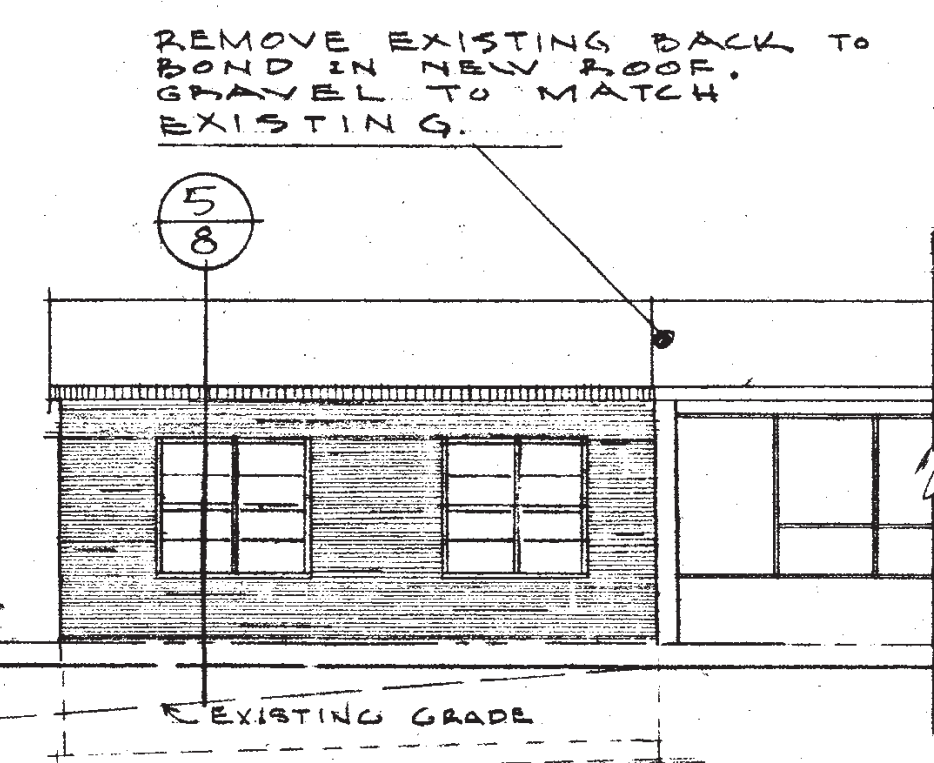 REMOVE EXISTING BACK TO
BOND IN NEW ROOF.
GRAVEL TO MATCH
EXISTING.
5
8
EXISTING GRADE